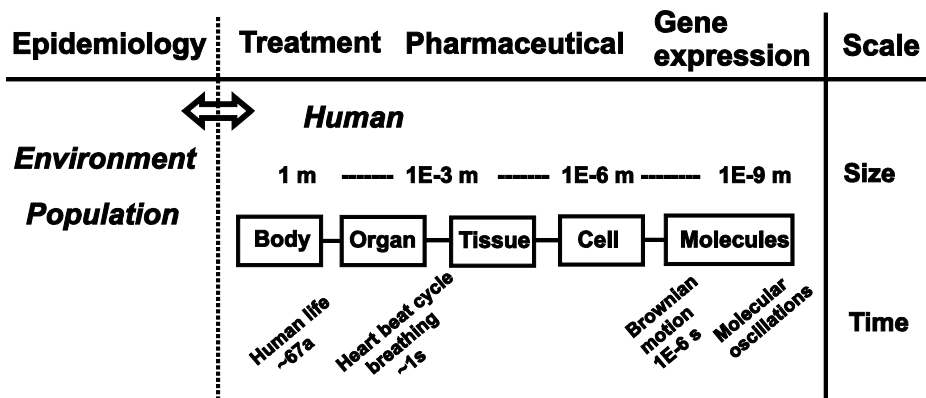 Epidemiology Treatment Pharmaceutical Gene expression Scale
Human
Environment
Population
1 m ------- 1E-3 m ------- 1E-6 m -------- 1E-9 m Size
Body Organ Tissue Cell Molecules
Human life
~67a
Heart beat cycle
breathing
~1s
Brownian
motion
1E-6 s
Molecular
oscillations
Time